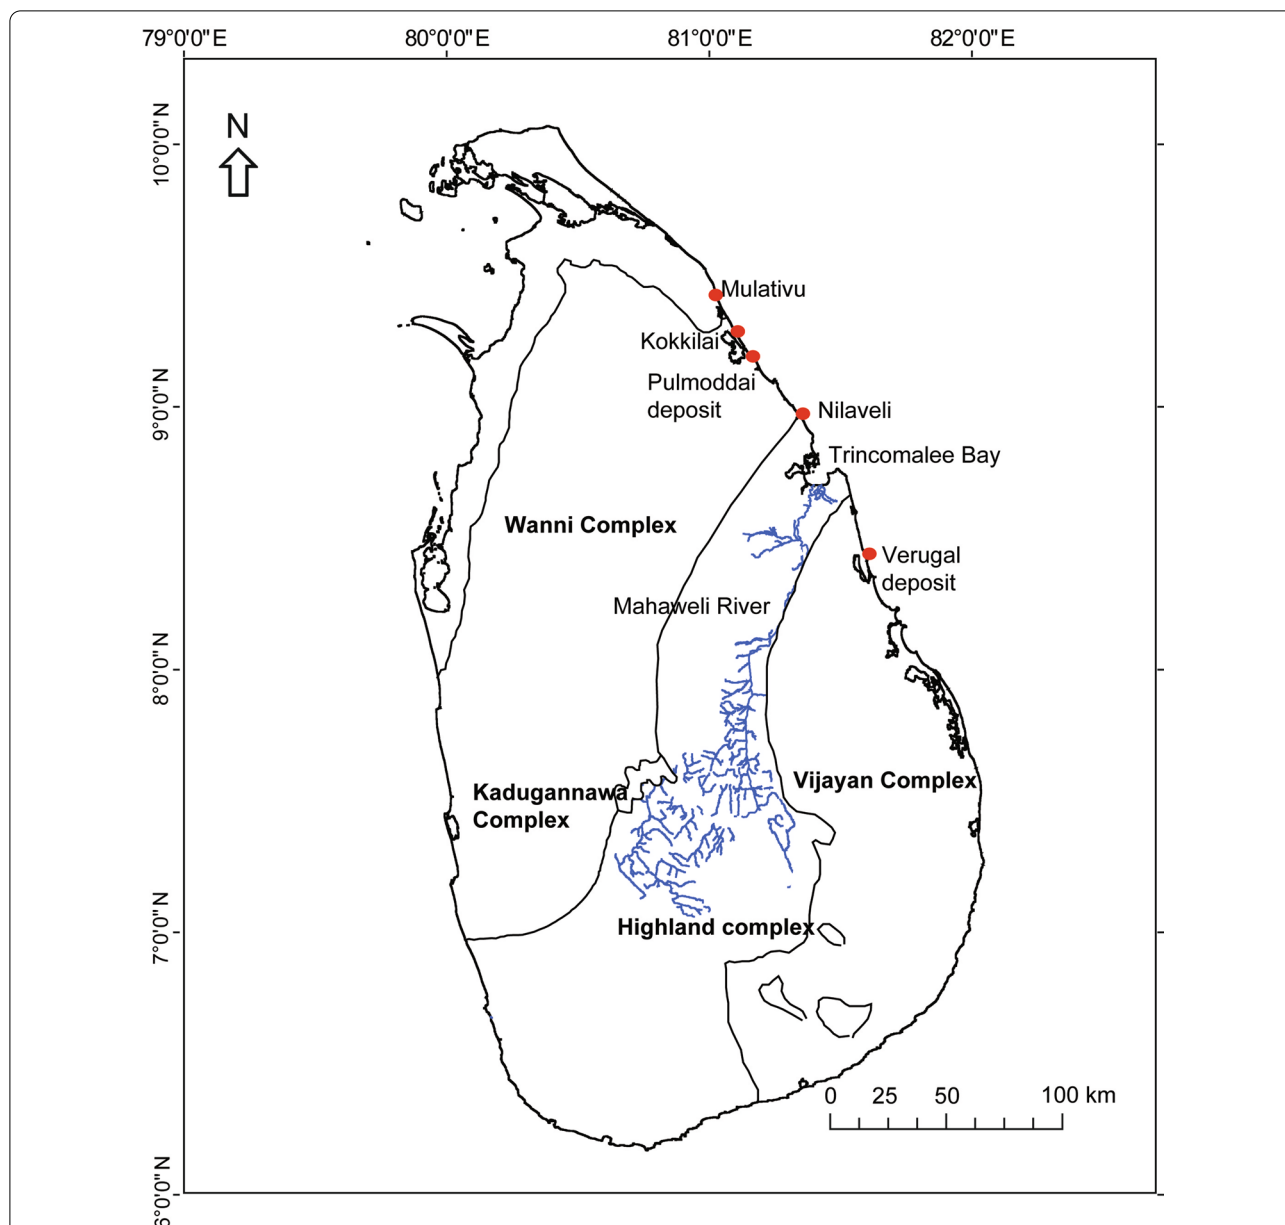 79°0'0"E 80°0'0"E 81°0'0"E 82°0'0"E
N
10°0'0"N
Mulativu
Kokkilai
Pulmoddai
deposit
9°0'0"N
Nilaveli
Trincomalee Bay
Wanni Complex
Verugal
deposit
Mahaweli River
8°0'0"N
Vijayan Complex
Kadugannawa
Complex
7°0'0"N
Highland complex
0 25 50 100 km
6°0'0"N